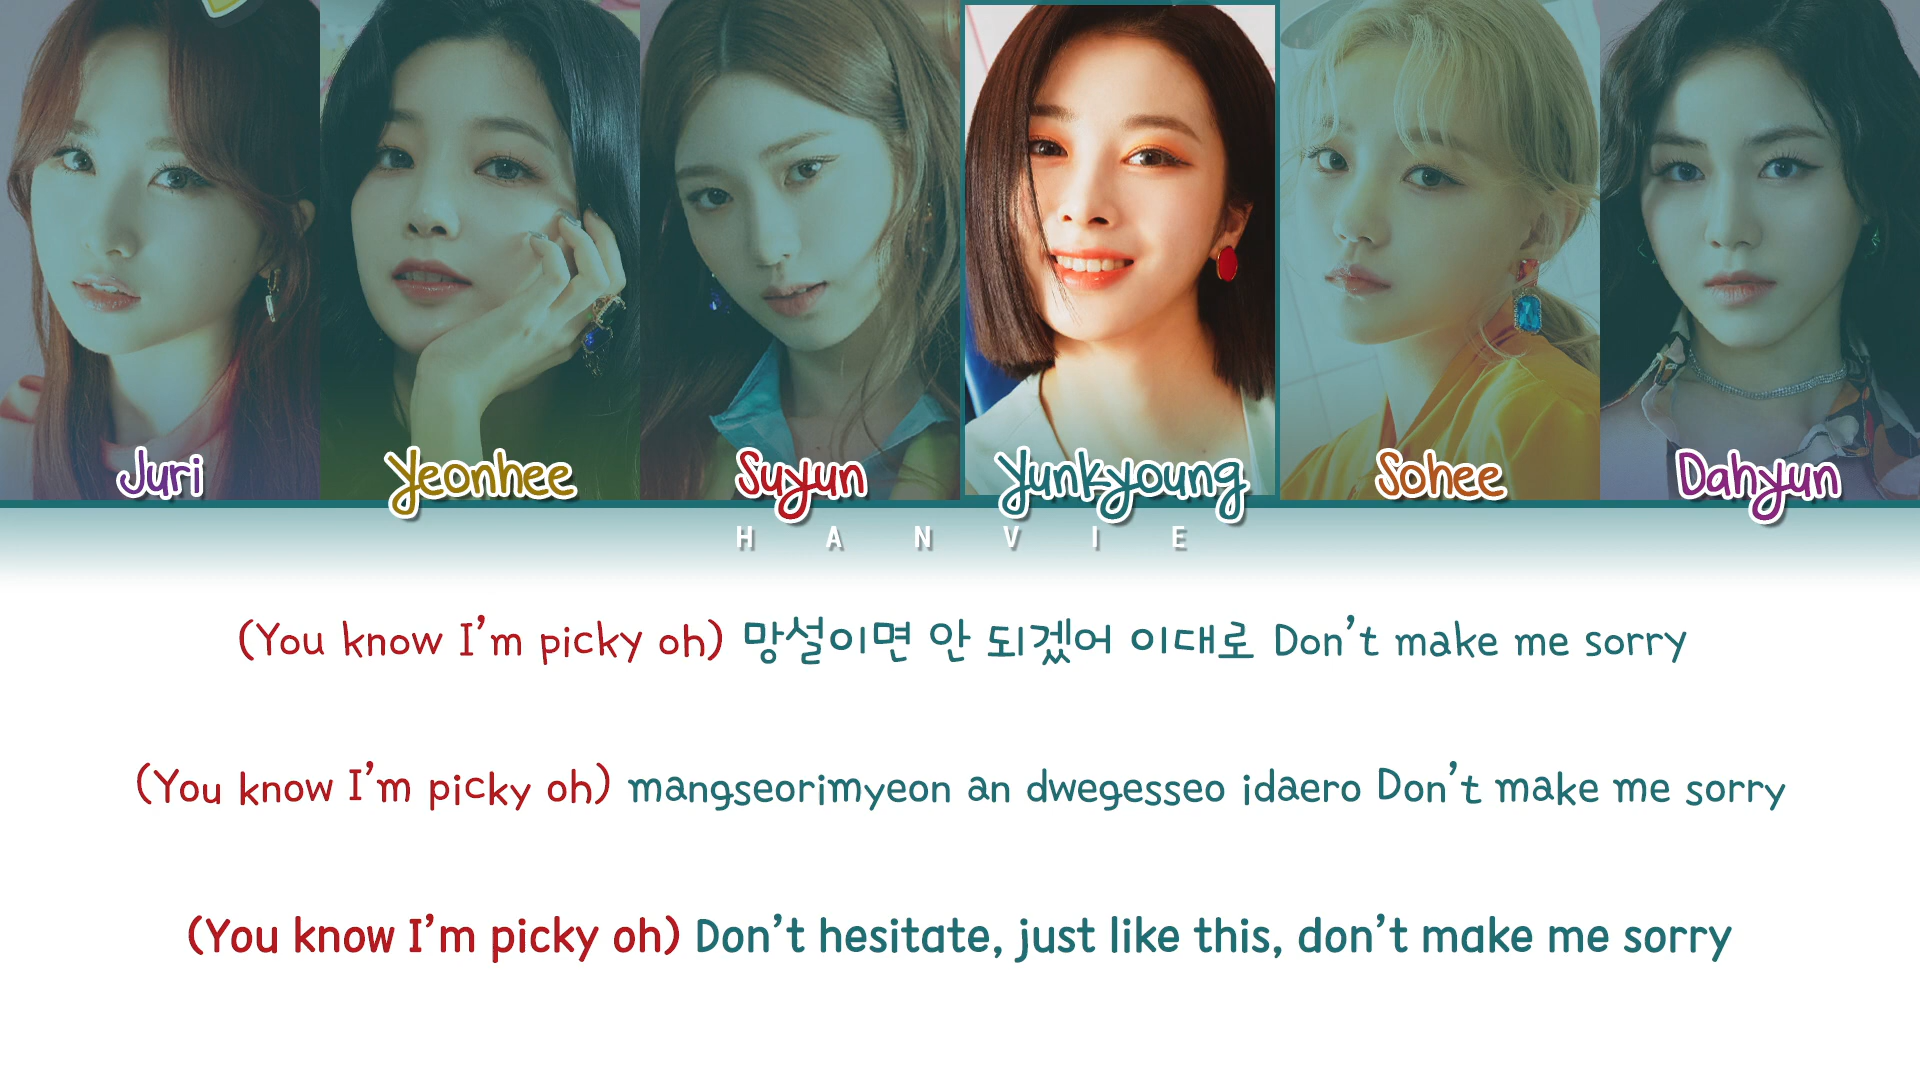 Juri Yeonhee Suyun Yunkyoung Sohee Dahyun
HANVIE
(You know I'm picky oh) 망설이면 안 되겠어 이대로 Don't make me sorry
(You know I'm picky oh) mangseorimyeon an dwegesseo idaero Don't make me sorry
(You know I'm picky oh) Don't hesitate, just like this, don't make me sorry